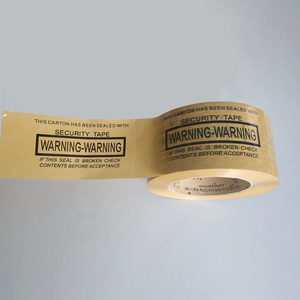 THIS CARTON HAS BEEN SEALED WITH
SECURITY TAPE
WARNING-WARNING
IF THIS SEAL IS BROKEN CHECK
CONTENTS BEFORE ACCEPTANCE
THIS CARTON HAS BEEN SEALED WITH
SECURITY TAPE
WARNING-WARNING
IF THIS SEAL IS BROKEN CHECK
CONTENTS BEFORE ACCEPTANCE